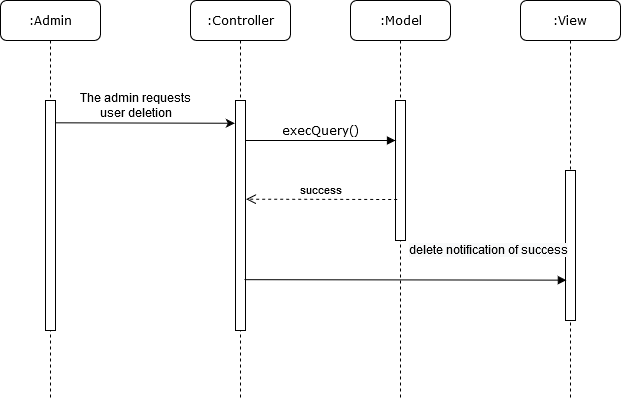 :Admin
:Controller
:Model
:View
The admin requests
user deletion
execQuery()
success
delete notification of success